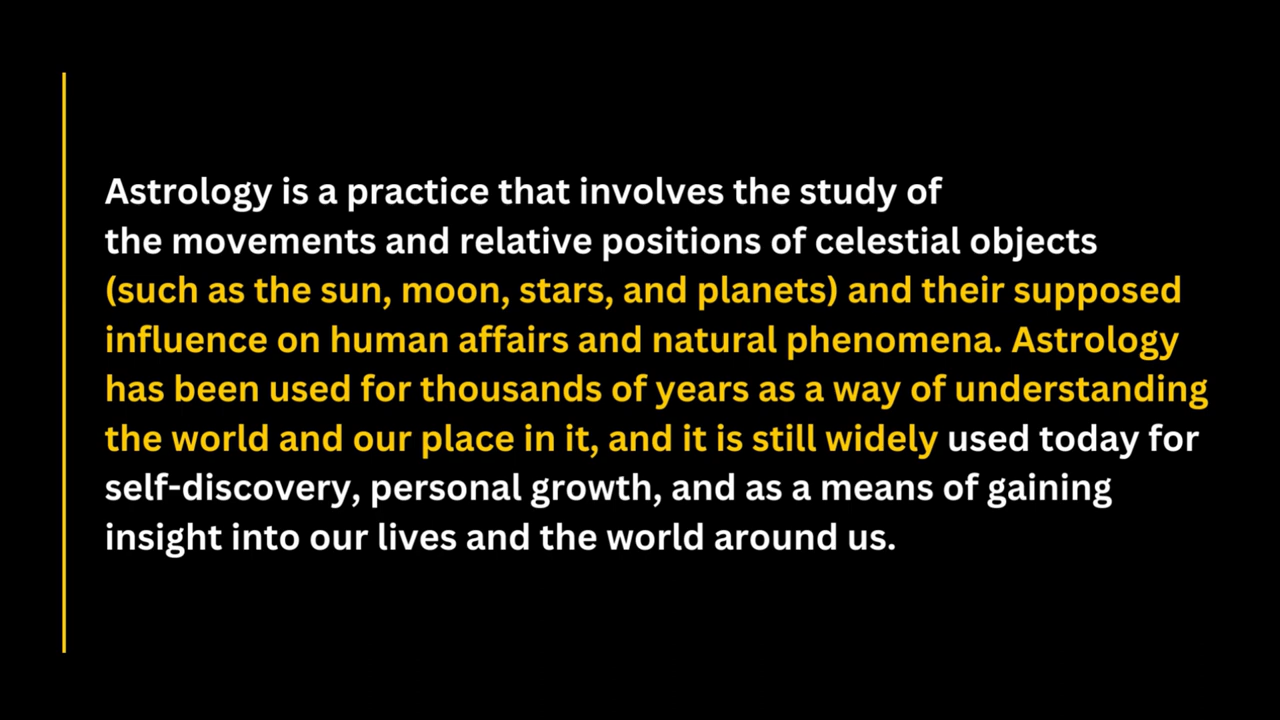 Astrology is a practice that involves the study of
the movements and relative positions of celestial objects
(such as the sun, moon, stars, and planets) and their supposed
influence on human affairs and natural phenomena. Astrology
has been used for thousands of years as a way of understanding
the world and our place in it, and it is still widely used today for
self-discovery, personal growth, and as a means of gaining
insight into our lives and the world around us.